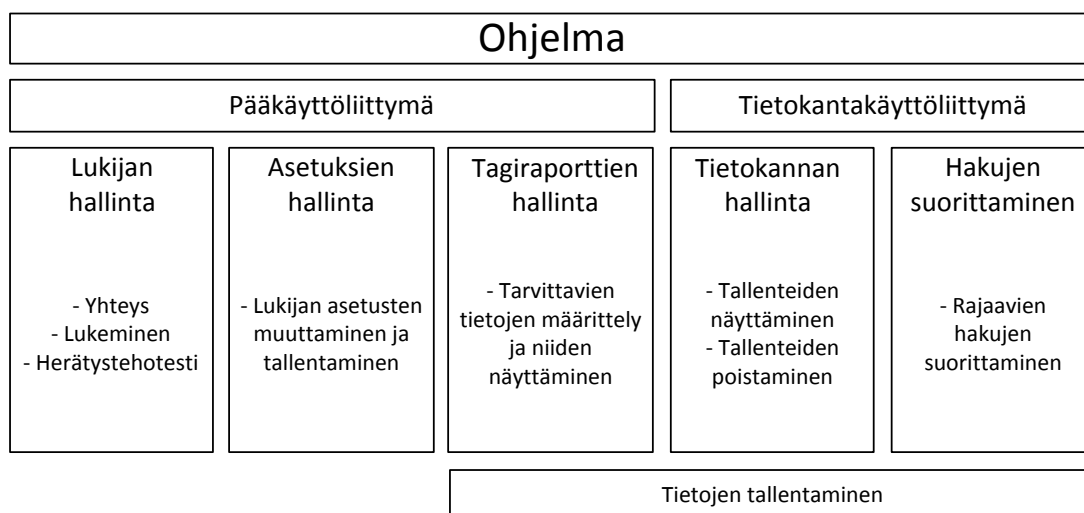 Ohjelma
Pääkäyttöliittymä
Tietokantakäyttöliittymä
Lukijan
hallinta
- Yhteys
- Lukeminen
- Herätystehotesti
Asetuksien
hallinta
- Lukijan asetusten
muuttaminen ja
tallentaminen
Tagiraporttien
hallinta
- Tarvittavien
tietojen määrittely
ja niiden
näyttäminen
Tietokannan
hallinta
- Tallenteiden
näyttäminen
- Tallenteiden
poistaminen
Hakujen
suorittaminen
- Rajaavien
hakujen
suorittaminen
Tietojen tallentaminen